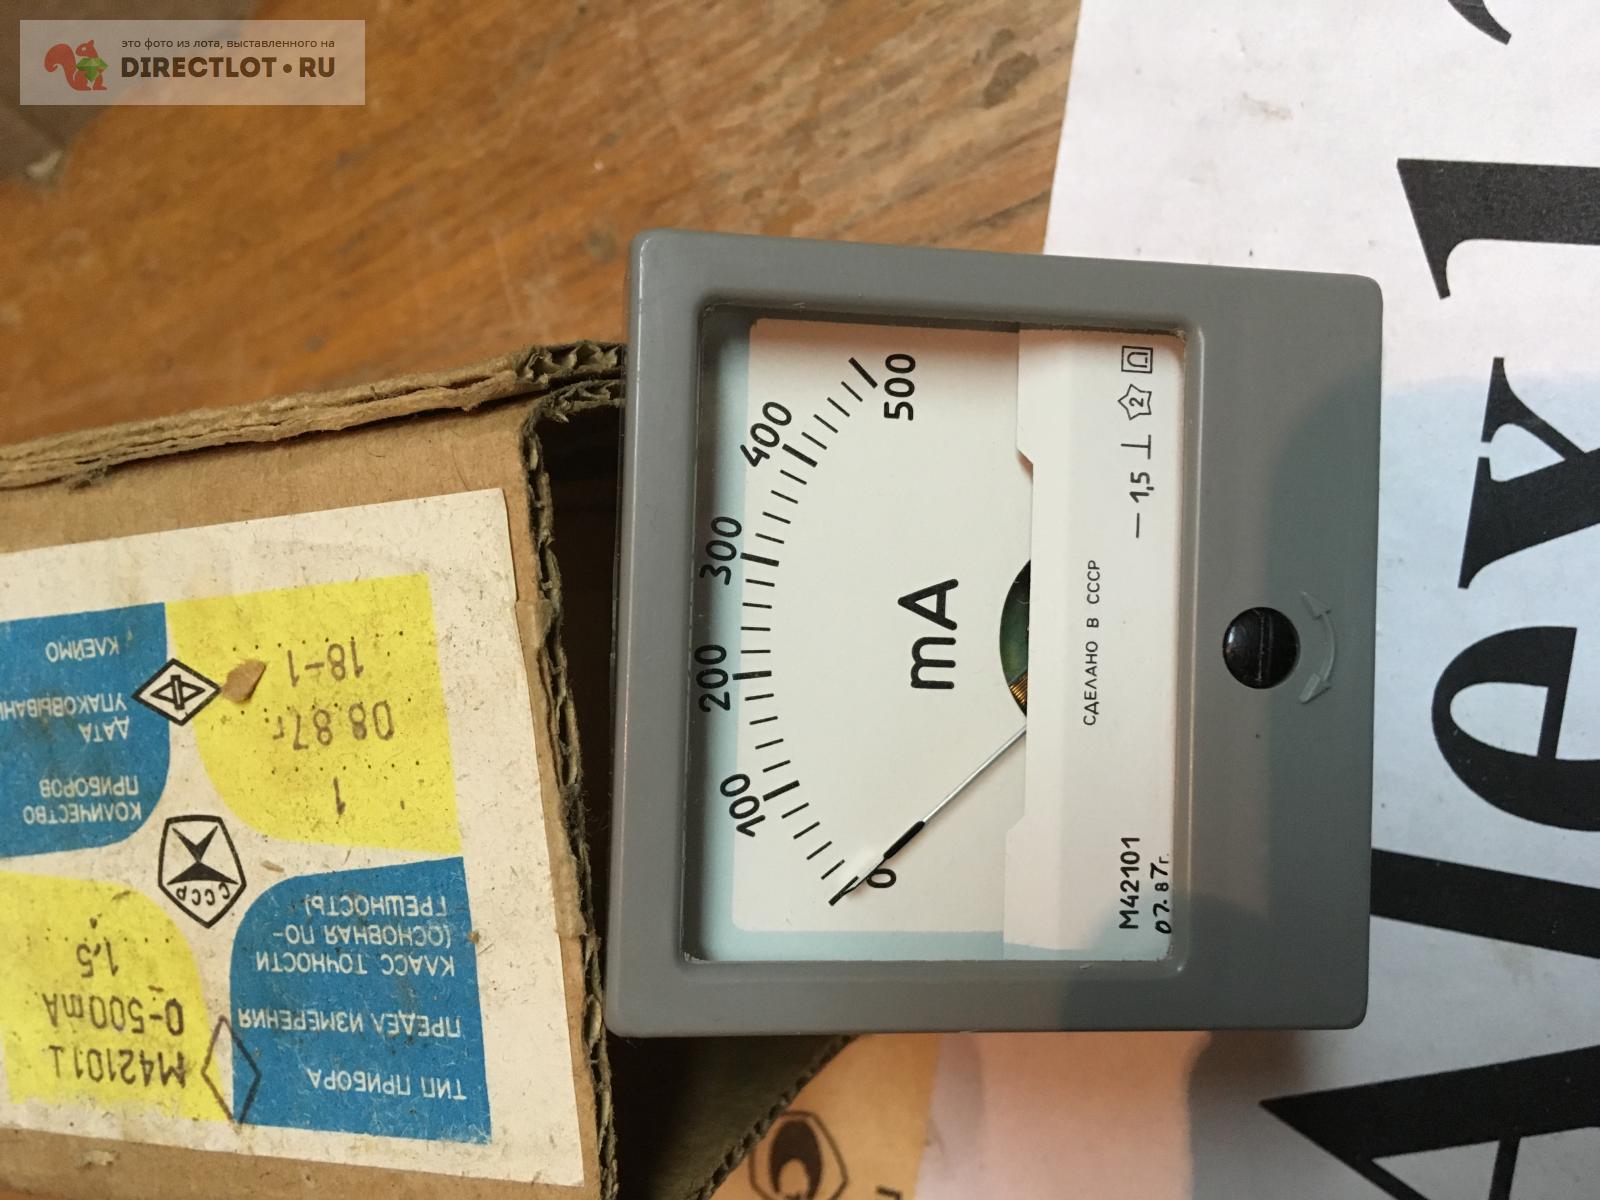 это фото из лота, выставленного на
DIRECTLOT.RU
0 100 200 300 400 500
mA
СДЕЛАНО В СССР
М42101
07.87г.
— 1,5 ⊥ 2
ТИП ПРИБОРА
М42101 ⊥
ПРЕДЕЛ ИЗМЕРЕНИЯ
0-500mA
КЛАСС ТОЧНОСТИ
(ОСНОВНАЯ ПО-
ГРЕШНОСТЬ)
1,5
СССР
КОЛИЧЕСТВО
ПРИБОРОВ
1
ДАТА
08.87г.
КЛЕЙМО
18-1
Alex1